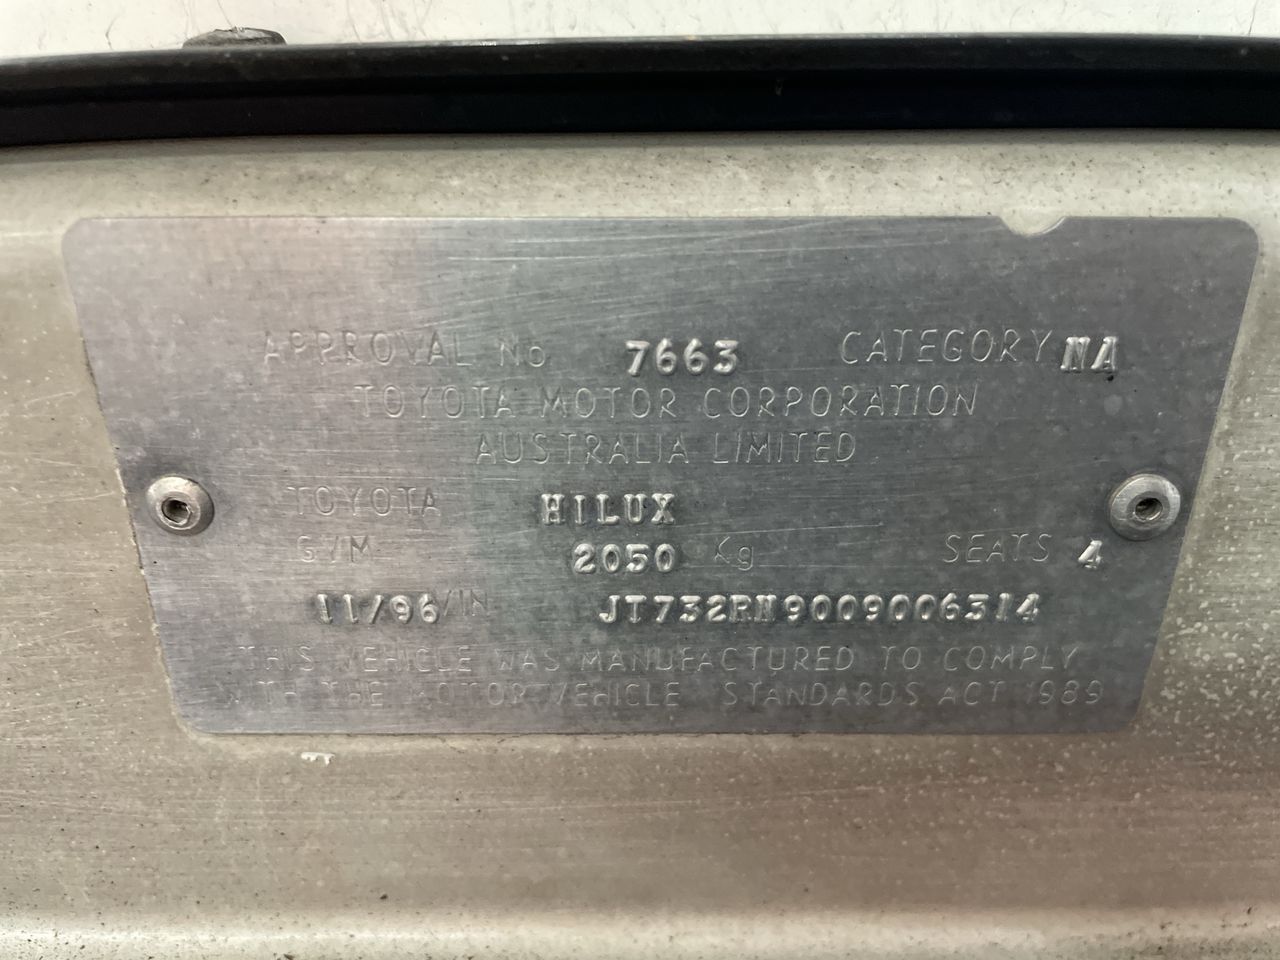 APPROVAL No 7663 CATEGORY NA
TOYOTA MOTOR CORPORATION
AUSTRALIA LIMITED
TOYOTA HILUX
GVM 2050 Kg SEATS 4
11/96 VIN JT732RN9009006314
THIS VEHICLE WAS MANUFACTURED TO COMPLY
WITH THE MOTOR VEHICLE STANDARDS ACT 1989